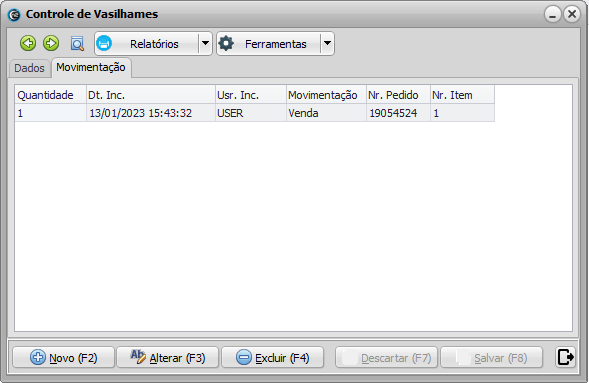 Controle de Vasilhames
Relatórios Ferramentas
Dados Movimentação
Quantidade Dt. Inc. Usr. Inc. Movimentação Nr. Pedido Nr. Item
1 13/01/2023 15:43:32 USER Venda 19054524 1
Novo (F2) Alterar (F3) Excluir (F4) Descartar (F7) Salvar (F8)